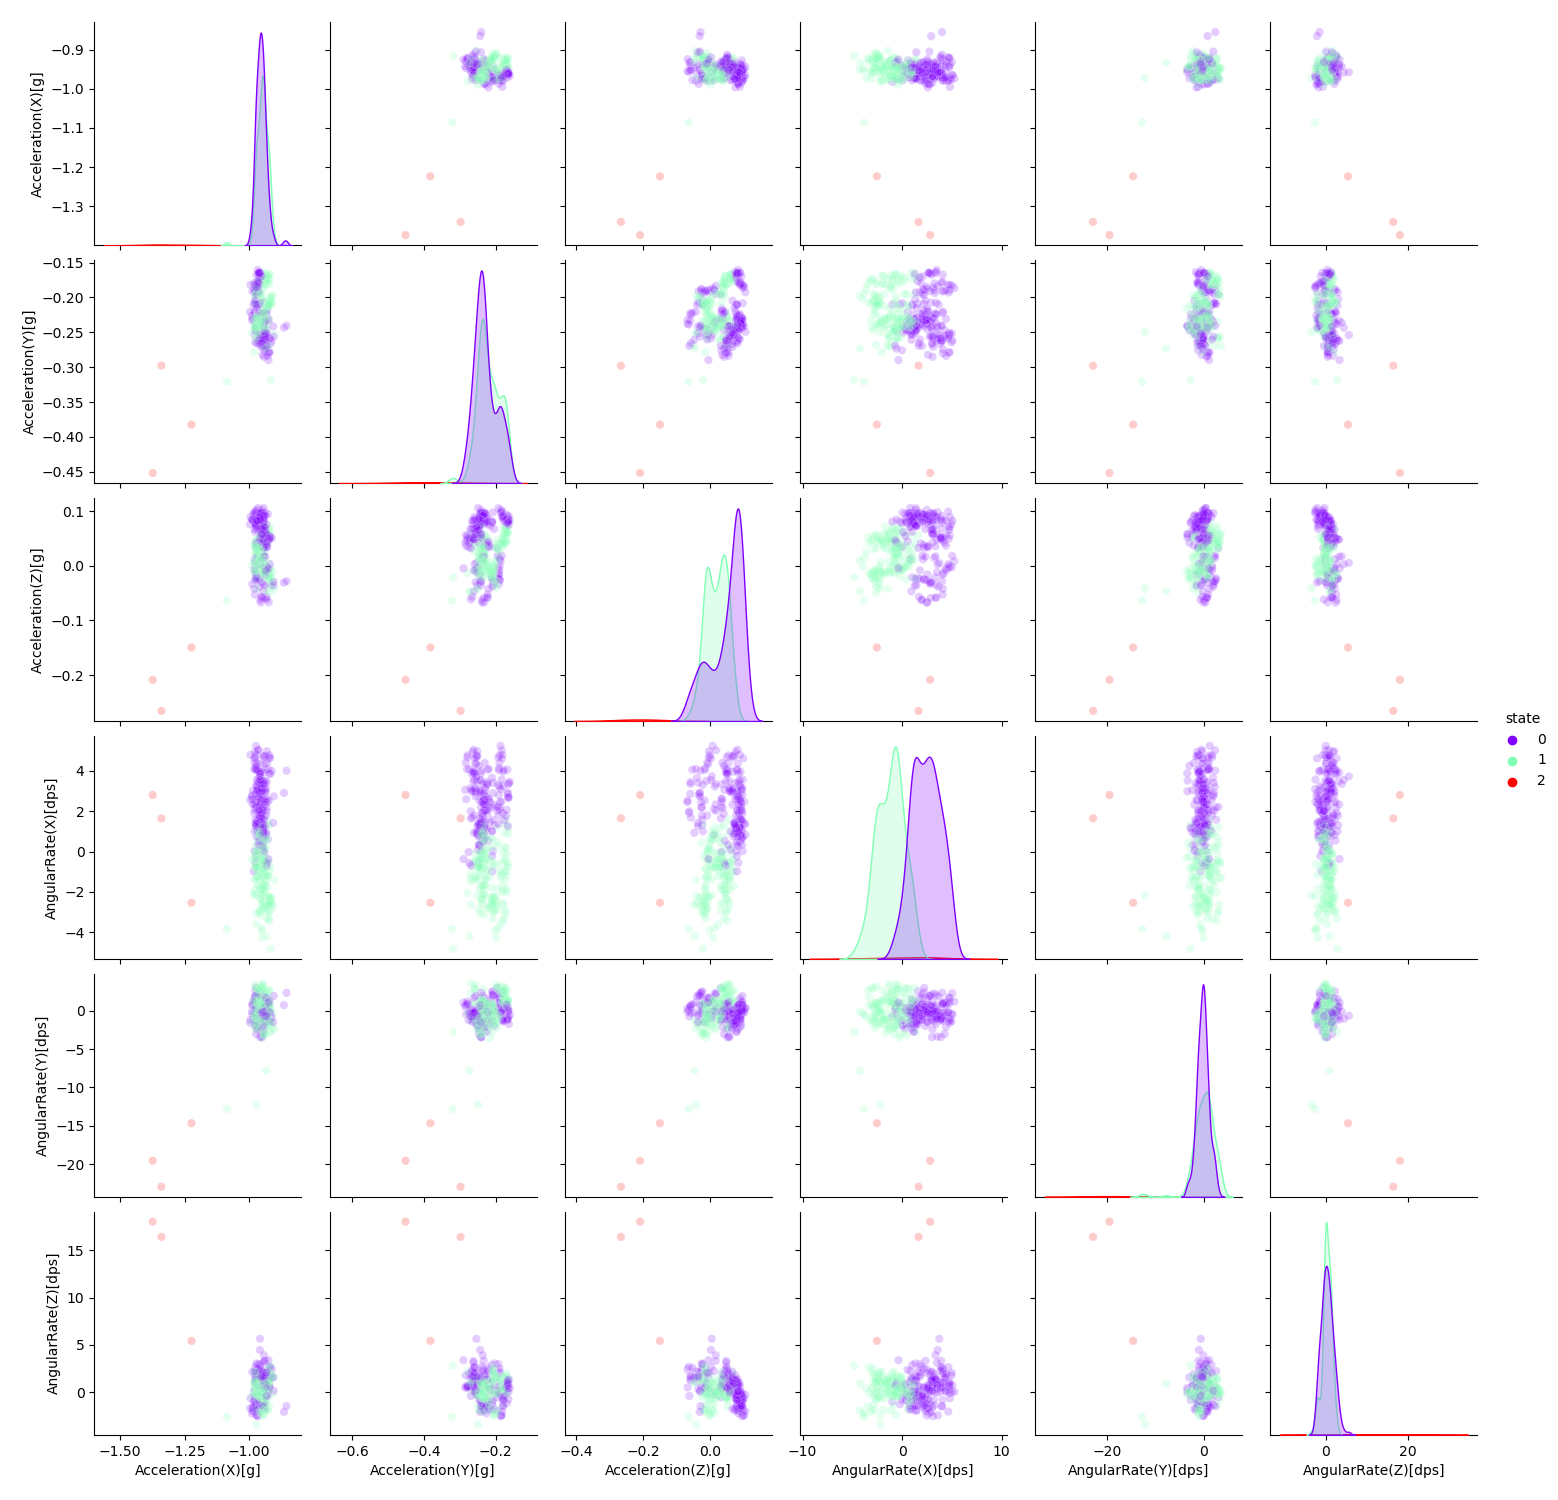 Acceleration(X)[g]
−0.9
−1.0
−1.1
−1.2
−1.3
Acceleration(Y)[g]
−0.15
−0.20
−0.25
−0.30
−0.35
−0.40
−0.45
Acceleration(Z)[g]
0.1
0.0
−0.1
−0.2
AngularRate(X)[dps]
4
2
0
−2
−4
AngularRate(Y)[dps]
0
−5
−10
−15
−20
AngularRate(Z)[dps]
15
10
5
0
−1.50 −1.25 −1.00
−0.6 −0.4 −0.2
−0.4 −0.2 0.0
−10 0 10
−20 0
0 20
Acceleration(X)[g]
Acceleration(Y)[g]
Acceleration(Z)[g]
AngularRate(X)[dps]
AngularRate(Y)[dps]
AngularRate(Z)[dps]
state
0
1
2